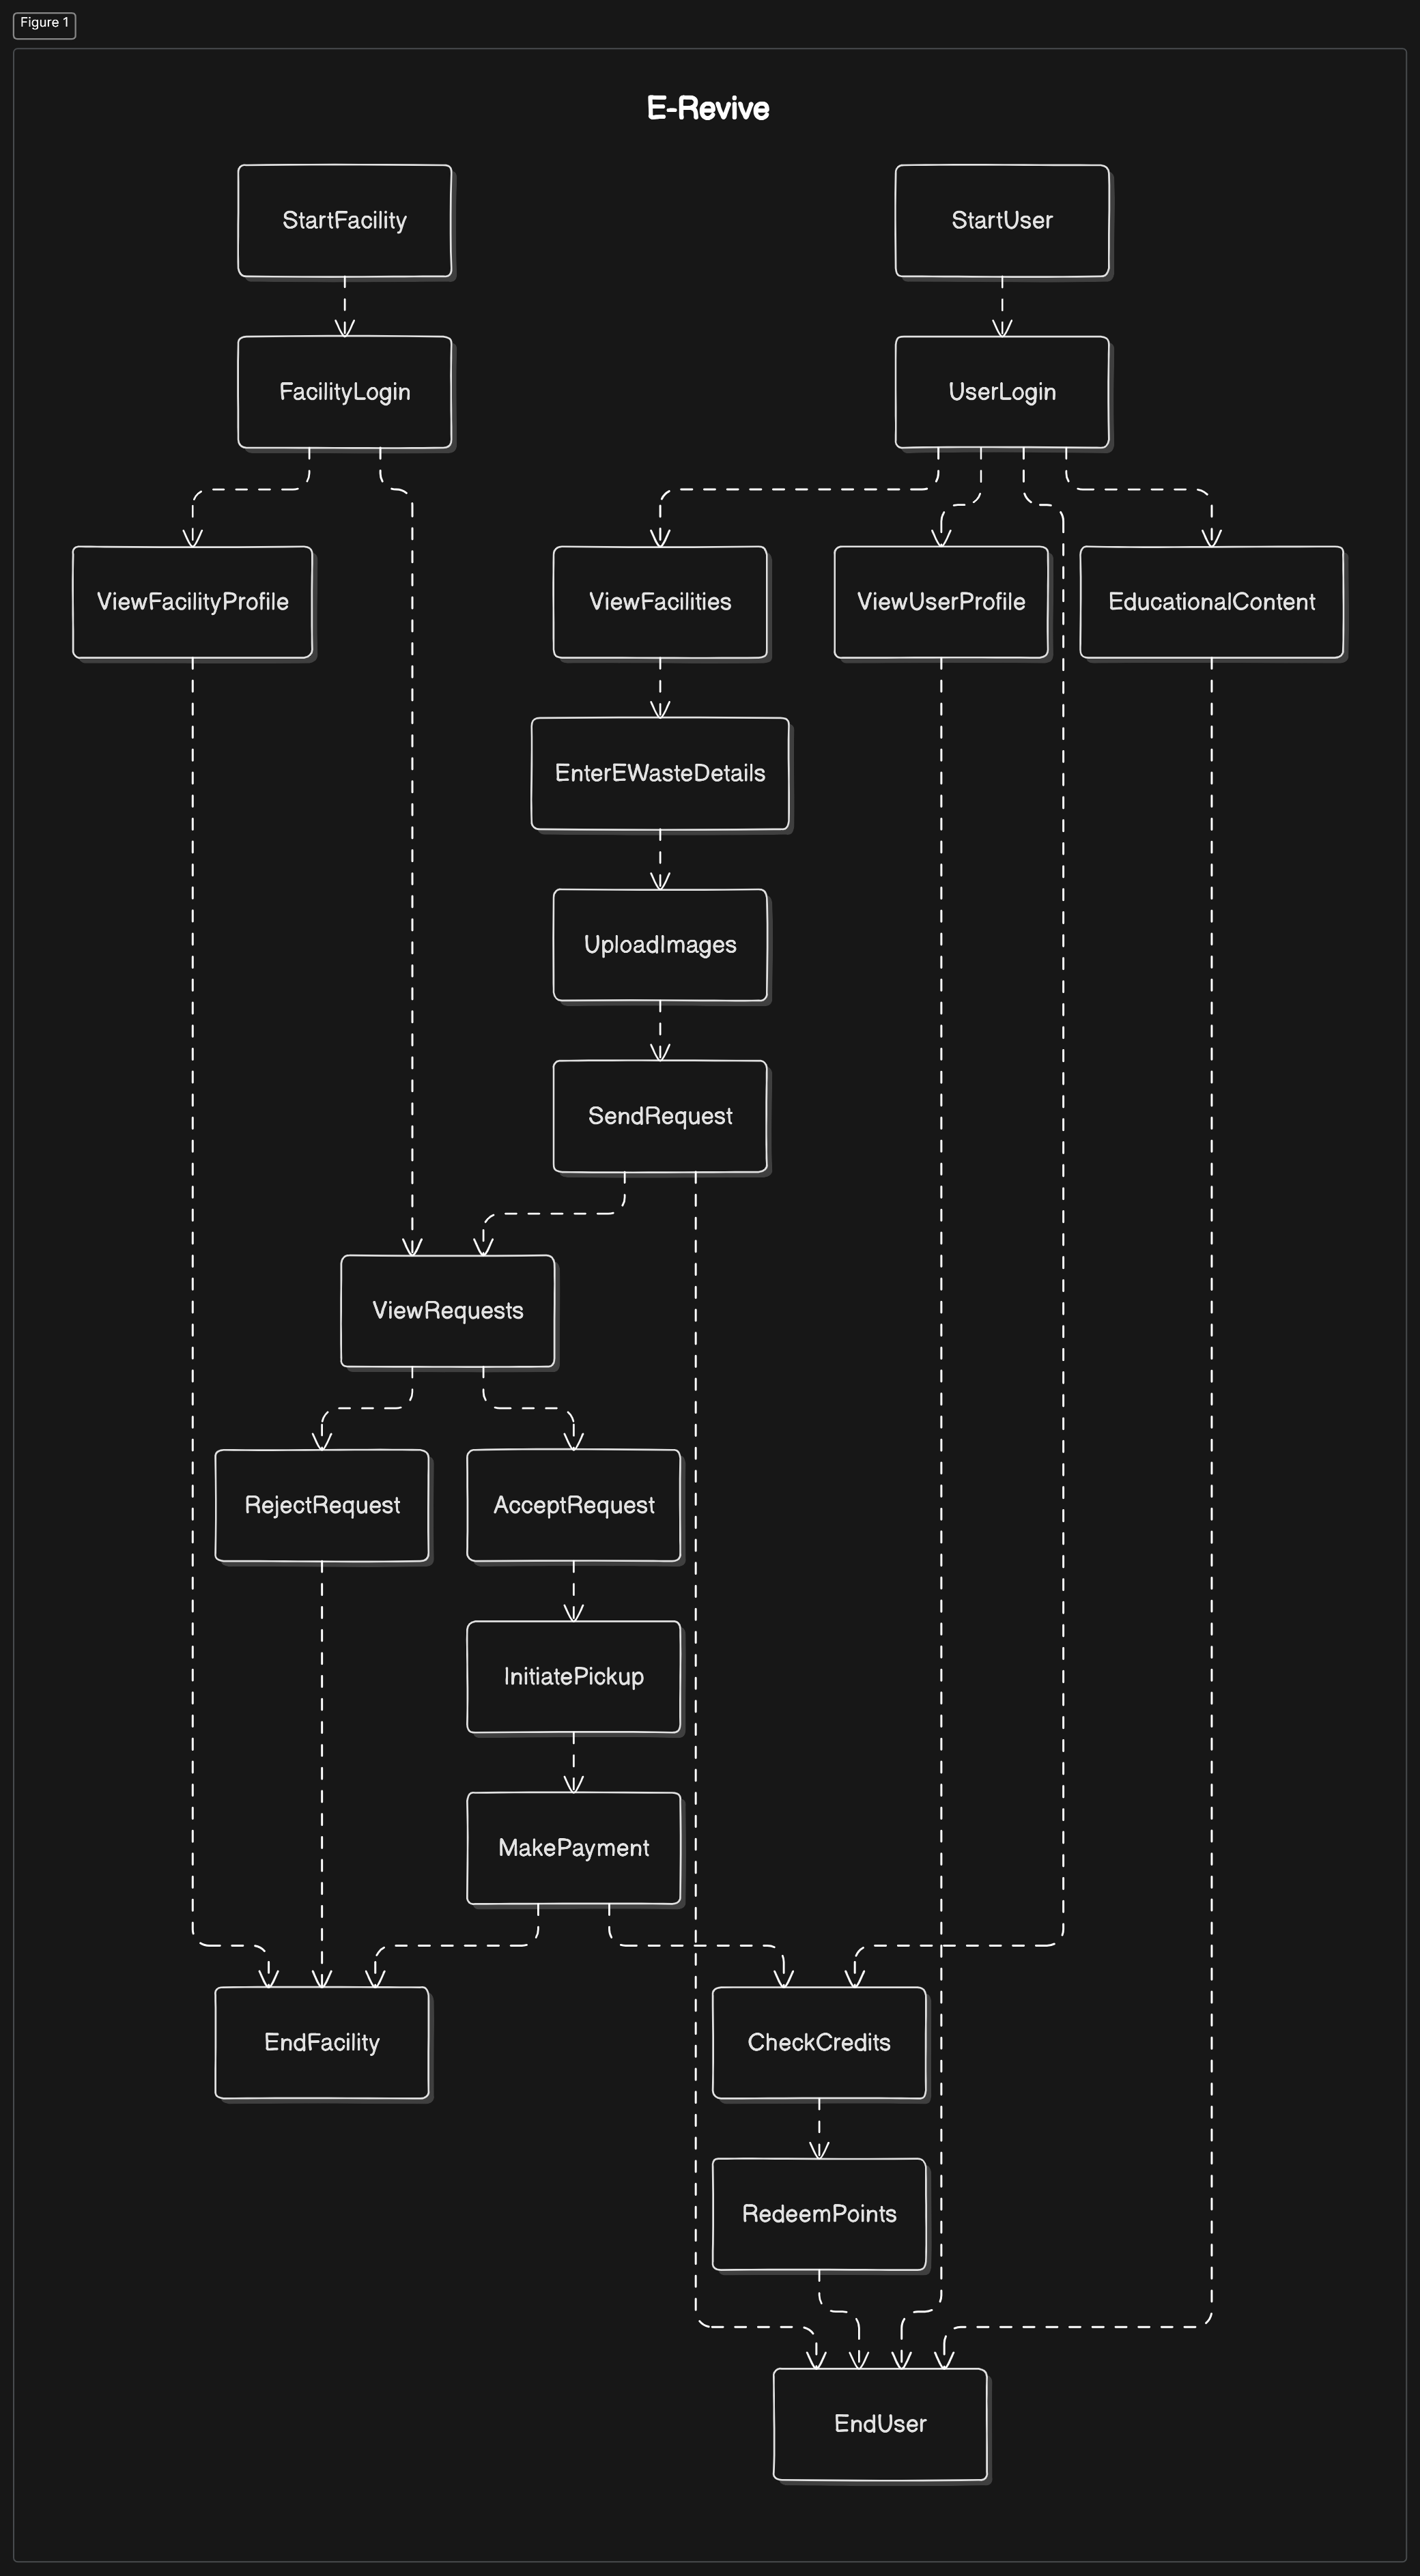 Figure 1
E-Revive
StartFacility
StartUser
FacilityLogin
UserLogin
ViewFacilityProfile
ViewFacilities
ViewUserProfile
EducationalContent
EnterEWasteDetails
UploadImages
SendRequest
ViewRequests
RejectRequest
AcceptRequest
InitiatePickup
MakePayment
EndFacility
CheckCredits
RedeemPoints
EndUser